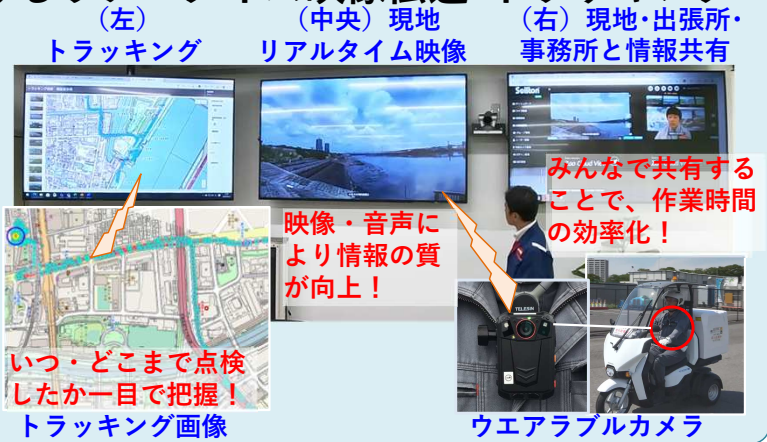 （左）
トラッキング
（中央）現地
リアルタイム映像
（右）現地・出張所・
事務所と情報共有
Soliton
みんなで共有する
ことで、作業時間
の効率化！
映像・音声に
より情報の質
が向上！
TELESIN
いつ・どこまで点検
したか一目で把握！
トラッキング画像
ウエアラブルカメラ